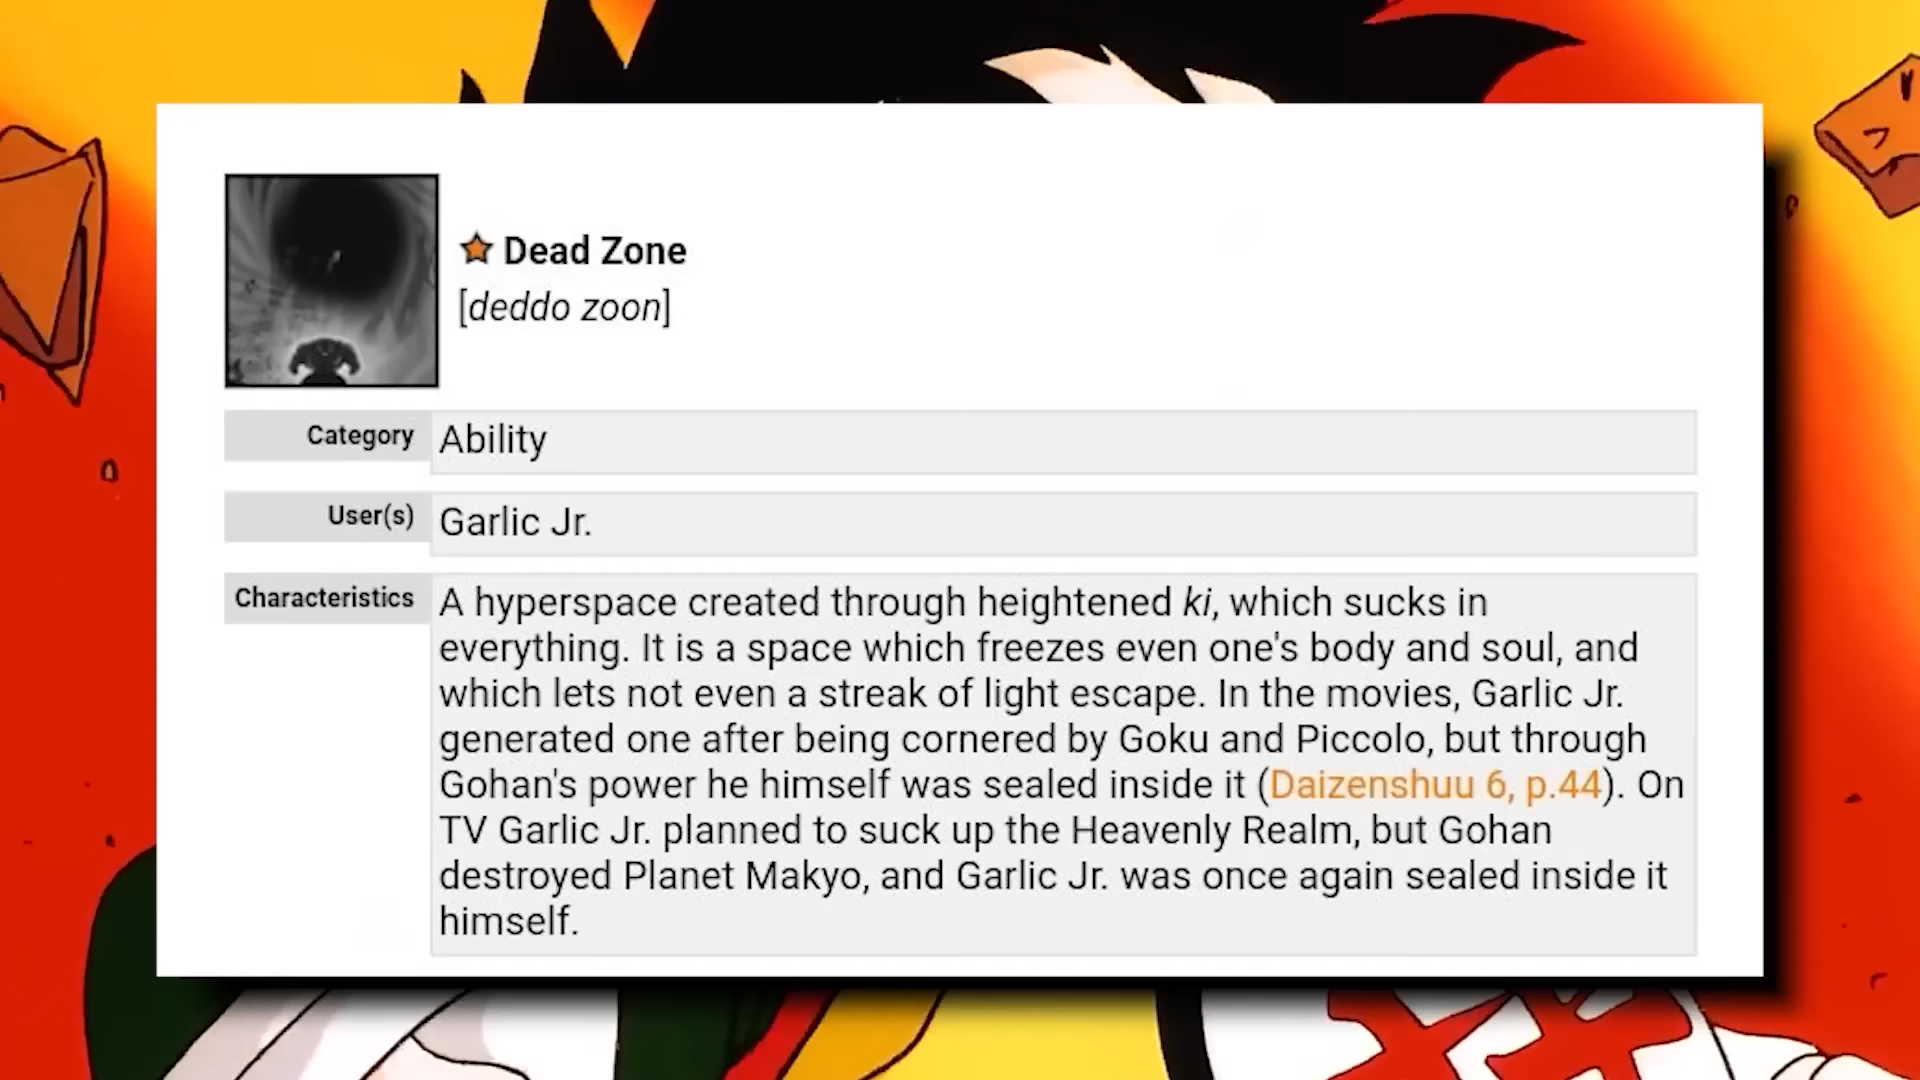 Dead Zone
[deddo zoon]
Category
Ability
User(s)
Garlic Jr.
Characteristics
A hyperspace created through heightened ki, which sucks in
everything. It is a space which freezes even one's body and soul, and
which lets not even a streak of light escape. In the movies, Garlic Jr.
generated one after being cornered by Goku and Piccolo, but through
Gohan's power he himself was sealed inside it (Daizenshuu 6, p.44). On
TV Garlic Jr. planned to suck up the Heavenly Realm, but Gohan
destroyed Planet Makyo, and Garlic Jr. was once again sealed inside it
himself.